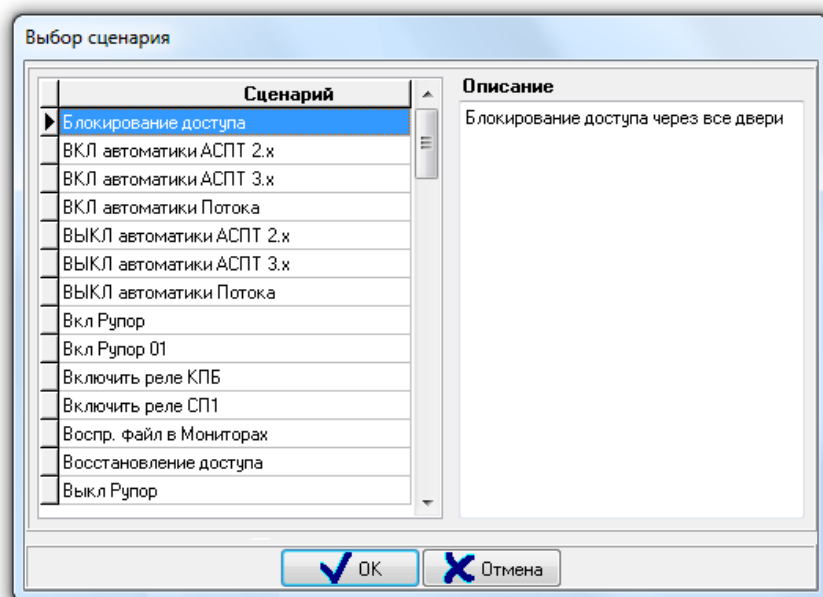 Выбор сценария
Сценарий
Блокирование доступа
ВКЛ автоматики АСПТ 2.x
ВКЛ автоматики АСПТ 3.x
ВКЛ автоматики Потока
ВЫКЛ автоматики АСПТ 2.x
ВЫКЛ автоматики АСПТ 3.x
ВЫКЛ автоматики Потока
Вкл Рупор
Вкл Рупор 01
Включить реле КПБ
Включить реле СП1
Воспр. файл в Мониторах
Восстановление доступа
Выкл Рупор
Описание
Блокирование доступа через все двери
OK
Отмена